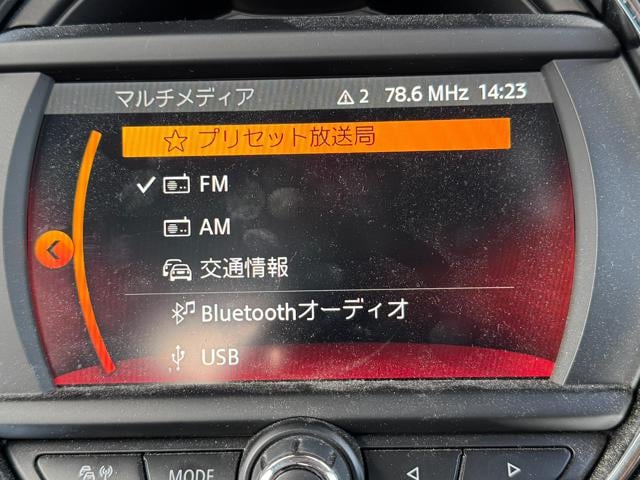 マルチメディア 2 78.6 MHz 14:23
プリセット放送局
FM
AM
交通情報
Bluetoothオーディオ
USB
MODE